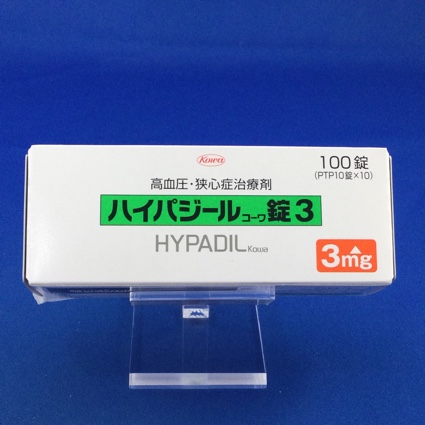 Kowa
100錠
(PTP10錠×10)
高血圧・狭心症治療剤
ハイパジールコーワ錠3
HYPADIL Kowa
3mg